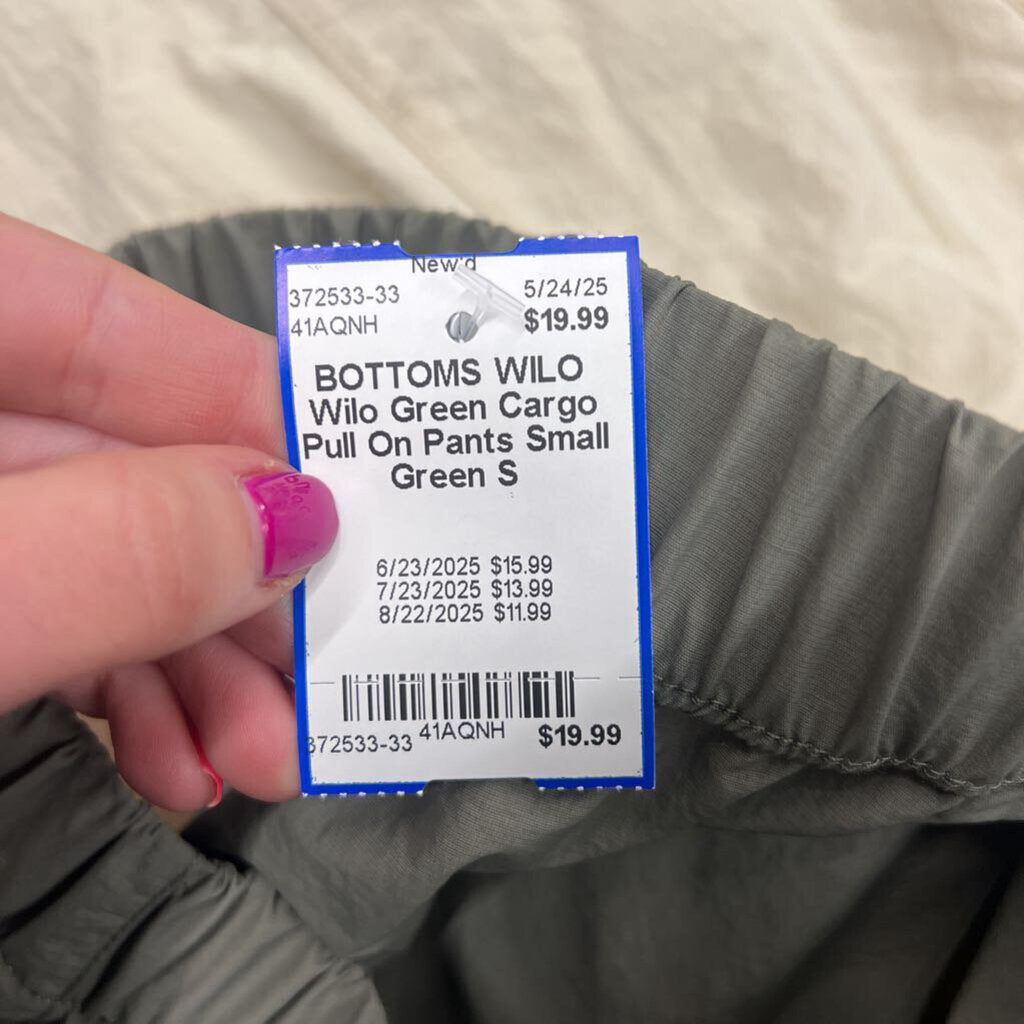 New'd
372533-33
5/24/25
41AQNH
$19.99
BOTTOMS WILO
Wilo Green Cargo
Pull On Pants Small
Green S
6/23/2025 $15.99
7/23/2025 $13.99
8/22/2025 $11.99
372533-33 41AQNH $19.99